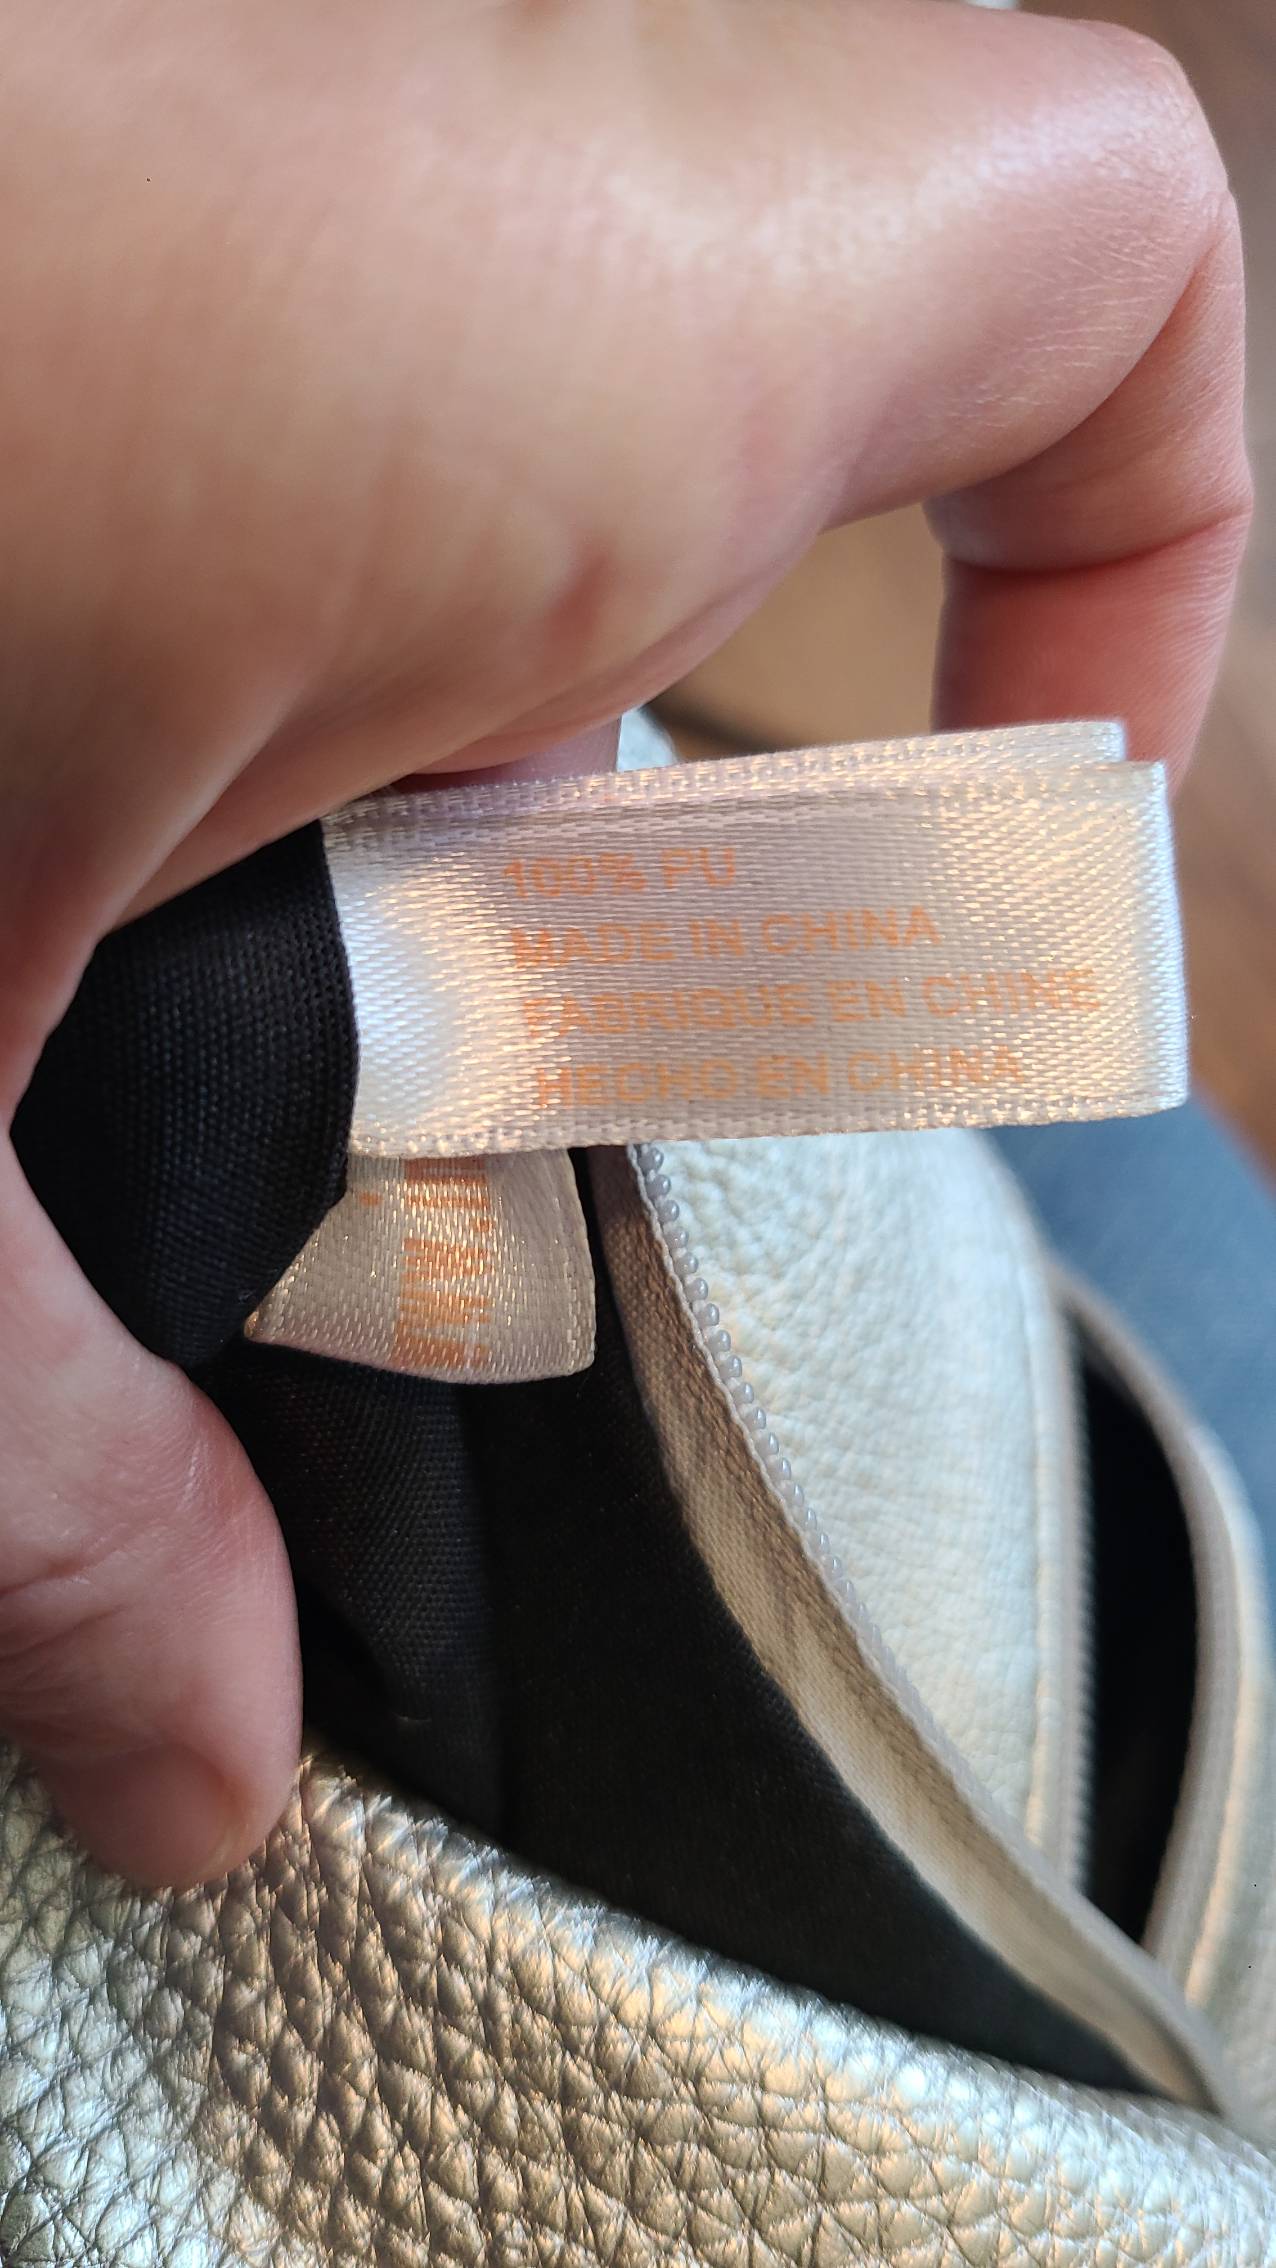 100% PU
MADE IN CHINA
FABRIQUE EN CHINE
HECHO EN CHINA